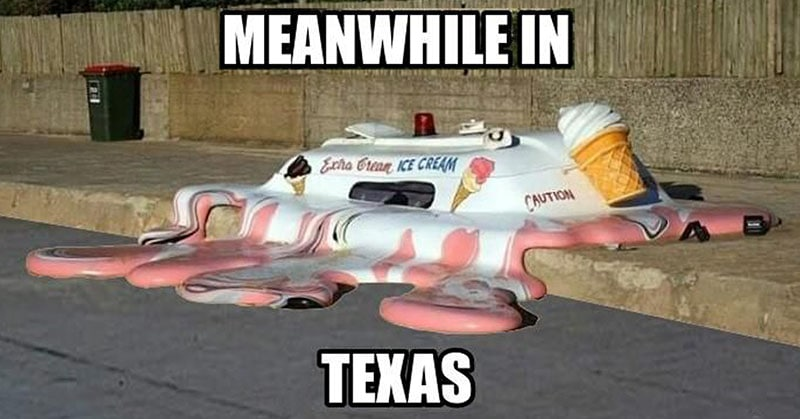 MEANWHILE IN
Extra Cream ICE CREAM
CAUTION
TEXAS